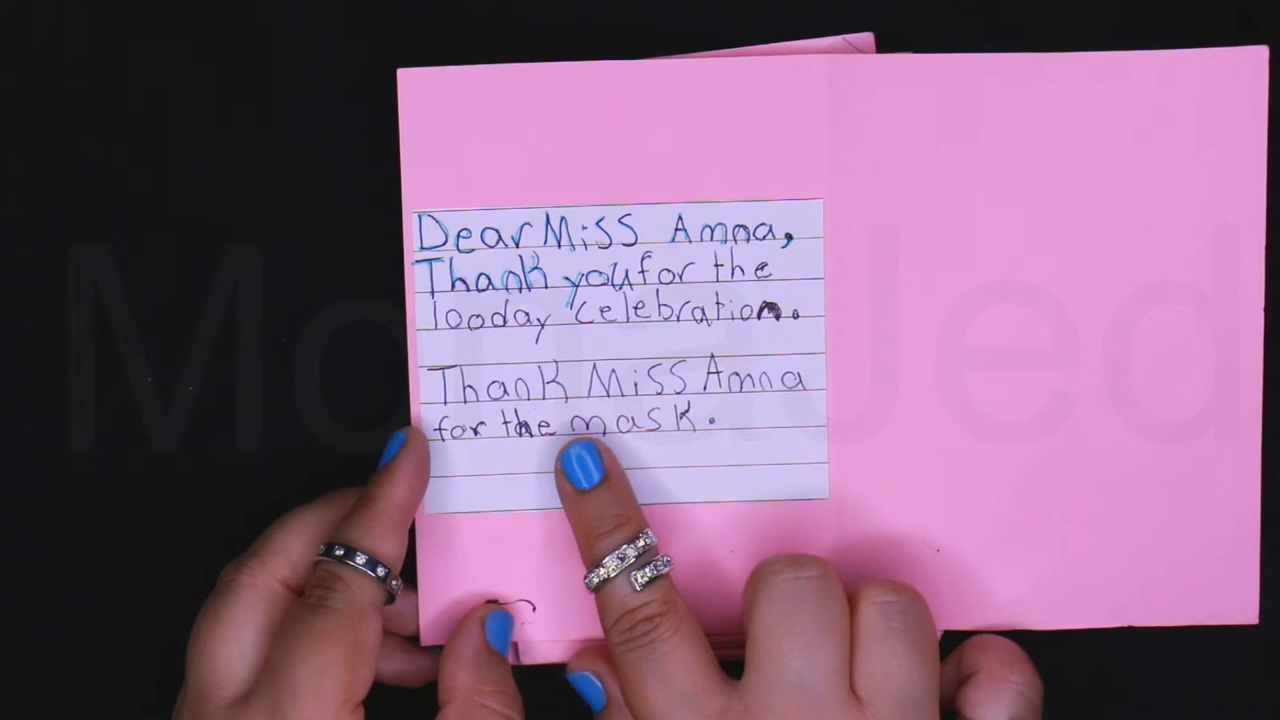 Dear Miss Amna,
Thank you for the
100day celebration.
Thank Miss Amna
for the mask.